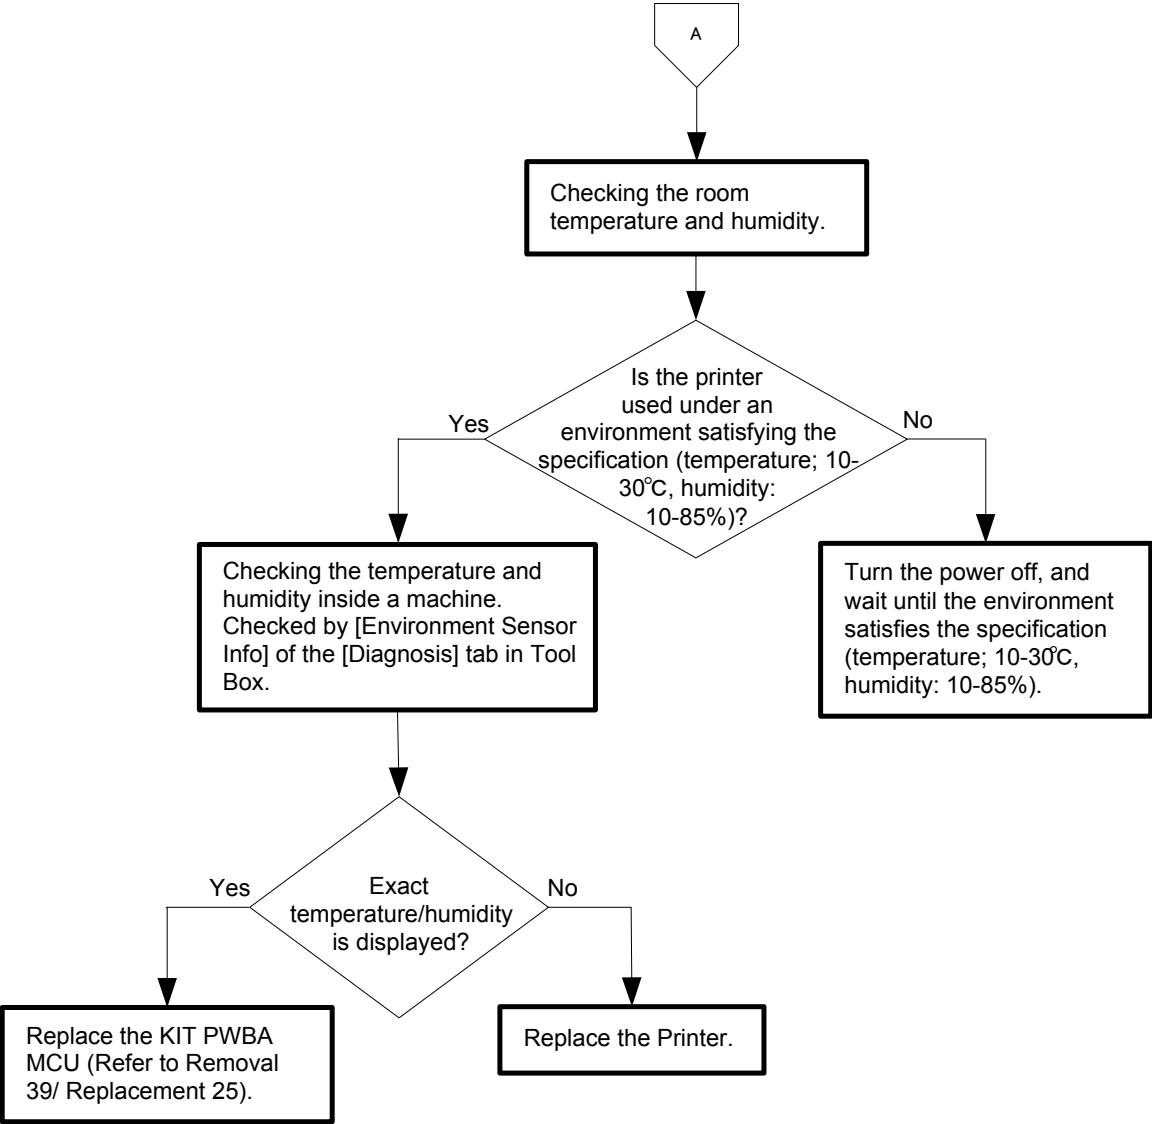 A
Checking the room
temperature and humidity.
Is the printer
used under an
environment satisfying the
specification (temperature; 10-
30℃, humidity:
10-85%)?
Yes
No
Checking the temperature and
humidity inside a machine.
Checked by [Environment Sensor
Info] of the [Diagnosis] tab in Tool
Box.
Turn the power off, and
wait until the environment
satisfies the specification
(temperature; 10-30℃,
humidity: 10-85%).
Exact
temperature/humidity
is displayed?
Yes
No
Replace the KIT PWBA
MCU (Refer to Removal
39/ Replacement 25).
Replace the Printer.